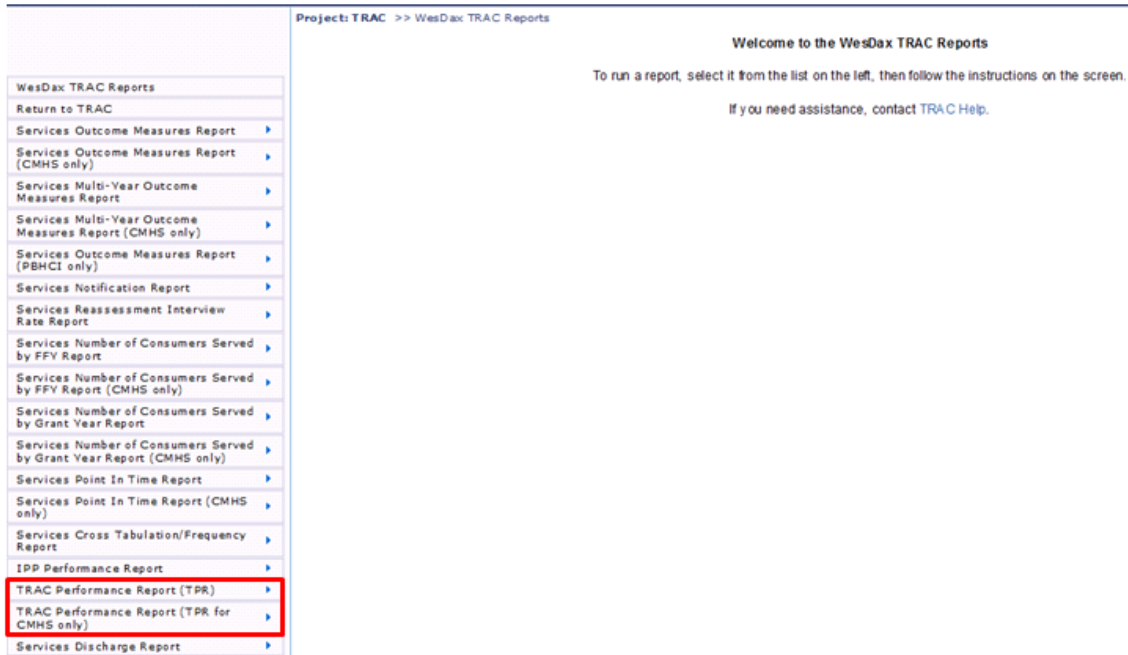 Project: TRAC >> WesDax TRAC Reports
Welcome to the WesDax TRAC Reports
To run a report, select it from the list on the left, then follow the instructions on the screen.
If you need assistance, contact TRAC Help.
WesDax TRAC Reports
Return to TRAC
Services Outcome Measures Report
Services Outcome Measures Report
(CMHS only)
Services Multi-Year Outcome
Measures Report
Services Multi-Year Outcome
Measures Report (CMHS only)
Services Outcome Measures Report
(PBHCI only)
Services Notification Report
Services Reassessment Interview
Rate Report
Services Number of Consumers Served
by FFY Report
Services Number of Consumers Served
by FFY Report (CMHS only)
Services Number of Consumers Served
by Grant Year Report
Services Number of Consumers Served
by Grant Year Report (CMHS only)
Services Point In Time Report
Services Point In Time Report (CMHS
only)
Services Cross Tabulation/Frequency
Report
IPP Performance Report
TRAC Performance Report (TPR)
TRAC Performance Report (TPR for
CMHS only)
Services Discharge Report